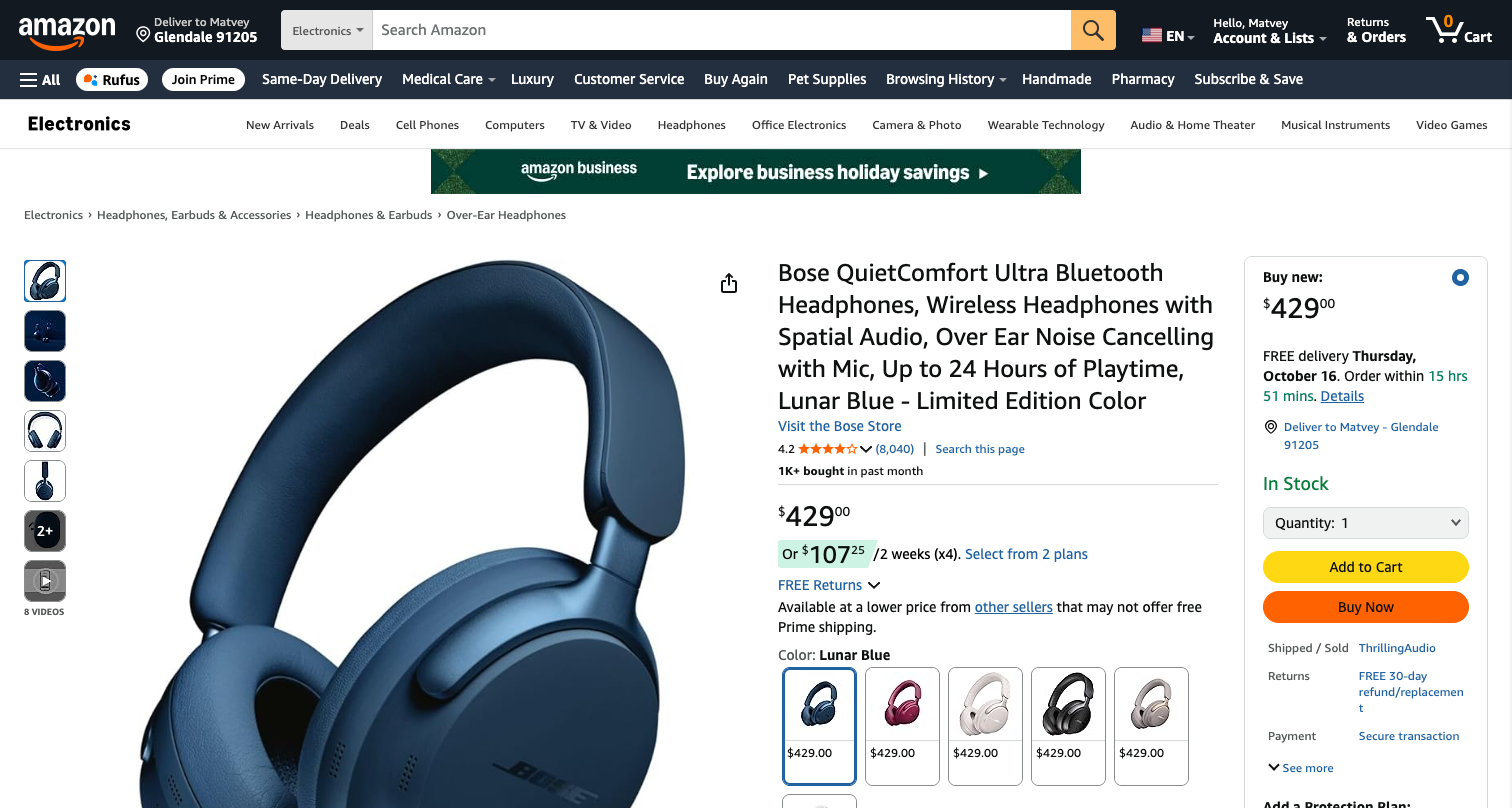 amazon
Deliver to Matvey
Glendale 91205
Electronics
Search Amazon
EN
Hello, Matvey
Account & Lists
Returns
& Orders
0
Cart
All
Rufus
Join Prime
Same-Day Delivery
Medical Care
Luxury
Customer Service
Buy Again
Pet Supplies
Browsing History
Handmade
Pharmacy
Subscribe & Save
Electronics
New Arrivals
Deals
Cell Phones
Computers
TV & Video
Headphones
Office Electronics
Camera & Photo
Wearable Technology
Audio & Home Theater
Musical Instruments
Video Games
amazon business
Explore business holiday savings ▸
Electronics › Headphones, Earbuds & Accessories › Headphones & Earbuds › Over-Ear Headphones
2+
8 VIDEOS
BOSE
Bose QuietComfort Ultra Bluetooth
Headphones, Wireless Headphones with
Spatial Audio, Over Ear Noise Cancelling
with Mic, Up to 24 Hours of Playtime,
Lunar Blue - Limited Edition Color
Visit the Bose Store
4.2 (8,040) | Search this page
1K+ bought in past month
$42900
Or $10725 /2 weeks (x4). Select from 2 plans
FREE Returns
Available at a lower price from other sellers that may not offer free
Prime shipping.
Color: Lunar Blue
$429.00
$429.00
$429.00
$429.00
$429.00
Buy new:
$42900
FREE delivery Thursday,
October 16. Order within 15 hrs
51 mins. Details
Deliver to Matvey - Glendale
91205
In Stock
Quantity: 1
Add to Cart
Buy Now
Shipped / Sold ThrillingAudio
Returns FREE 30-day
refund/replacemen
t
Payment Secure transaction
See more
Add a Protection Plan: